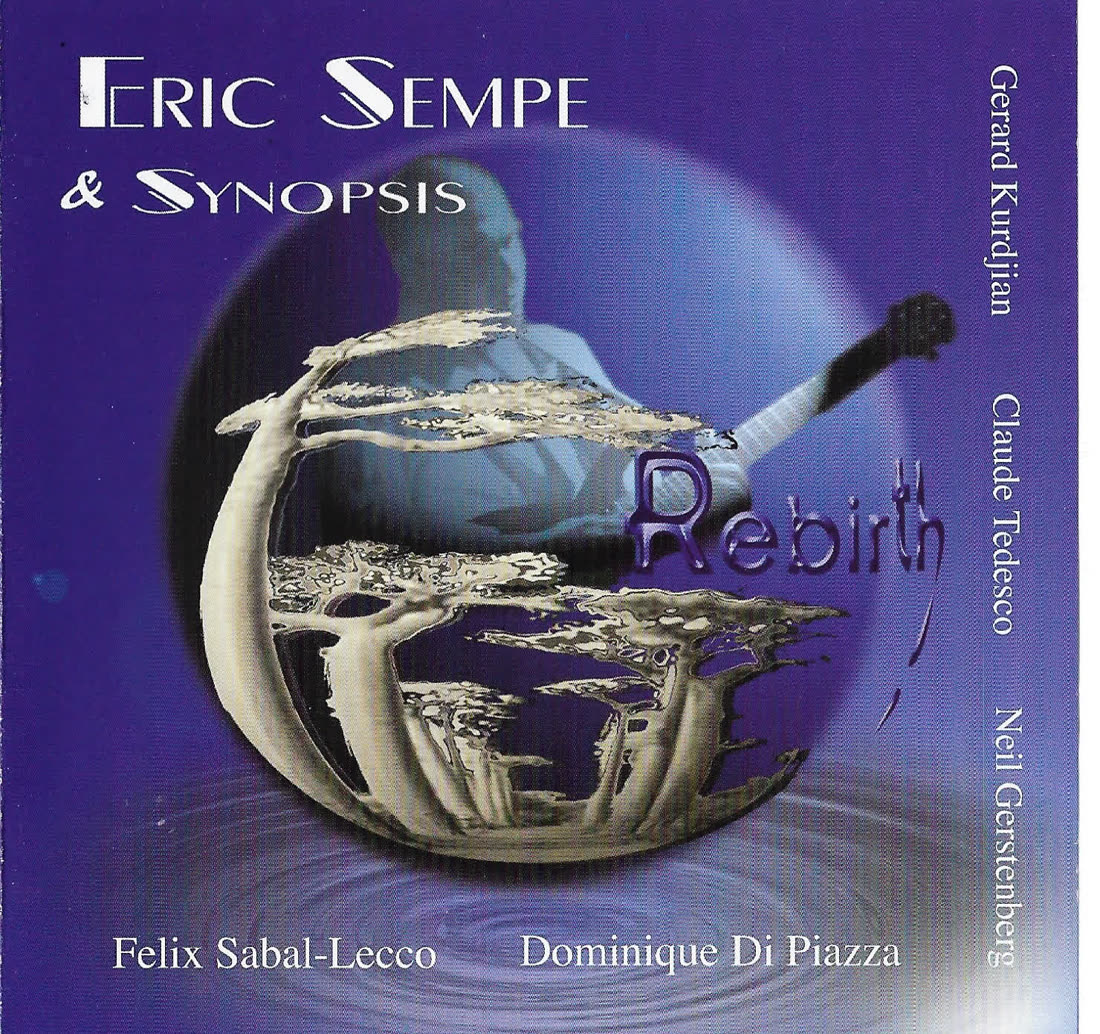 ERIC SEMPE
& SYNOPSIS
Rebirth
Felix Sabal-Lecco
Dominique Di Piazza
Gerard Kurdjian
Claude Tedesco
Neil Gerstenberg